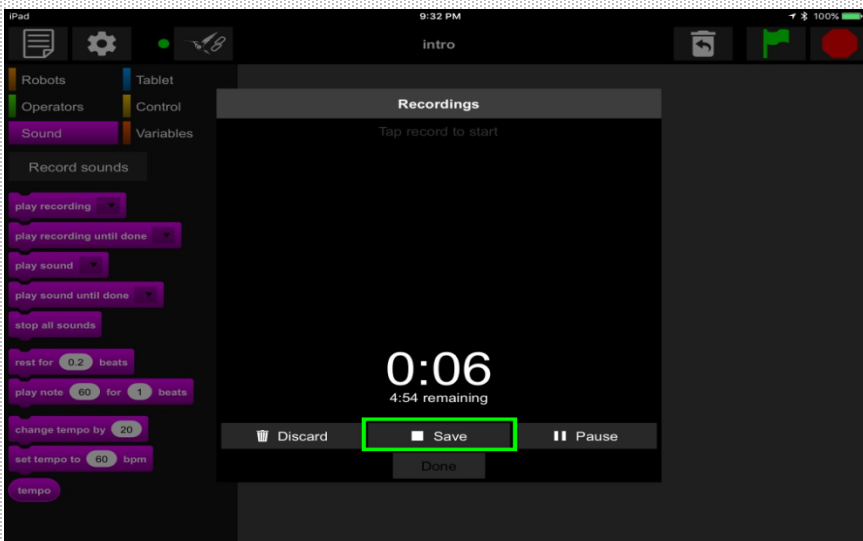 iPad 9:32 PM 100%
intro
Robots Tablet
Operators Control
Sound Variables
Record sounds
play recording
play recording until done
play sound
play sound until done
stop all sounds
rest for 0.2 beats
play note 60 for 1 beats
change tempo by 20
set tempo to 60 bpm
tempo
Recordings
Tap record to start
0:06
4:54 remaining
Discard Save Pause
Done